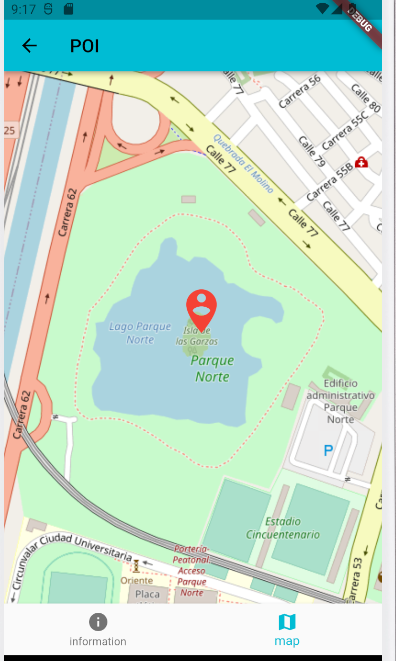 9:17
DEBUG
POI
Carrera 56
Calle 77
Calle 80
25
Carrera 55C
Quebrada El Molino
Calle 79
Calle 77
Carrera 55B
Carrera 62
Calle 77
Calle 77
Lago Parque
Norte
Isla de
las Garzas
Parque
Norte
Edificio
administrativo
Parque
Norte
Carrera 62
P
Estadio
Cincuentenario
Circunvalar Ciudad Universitaria
Portería
Peatonal
Acceso
Parque
Norte
Carrera 53
Oriente
Placa
information
map